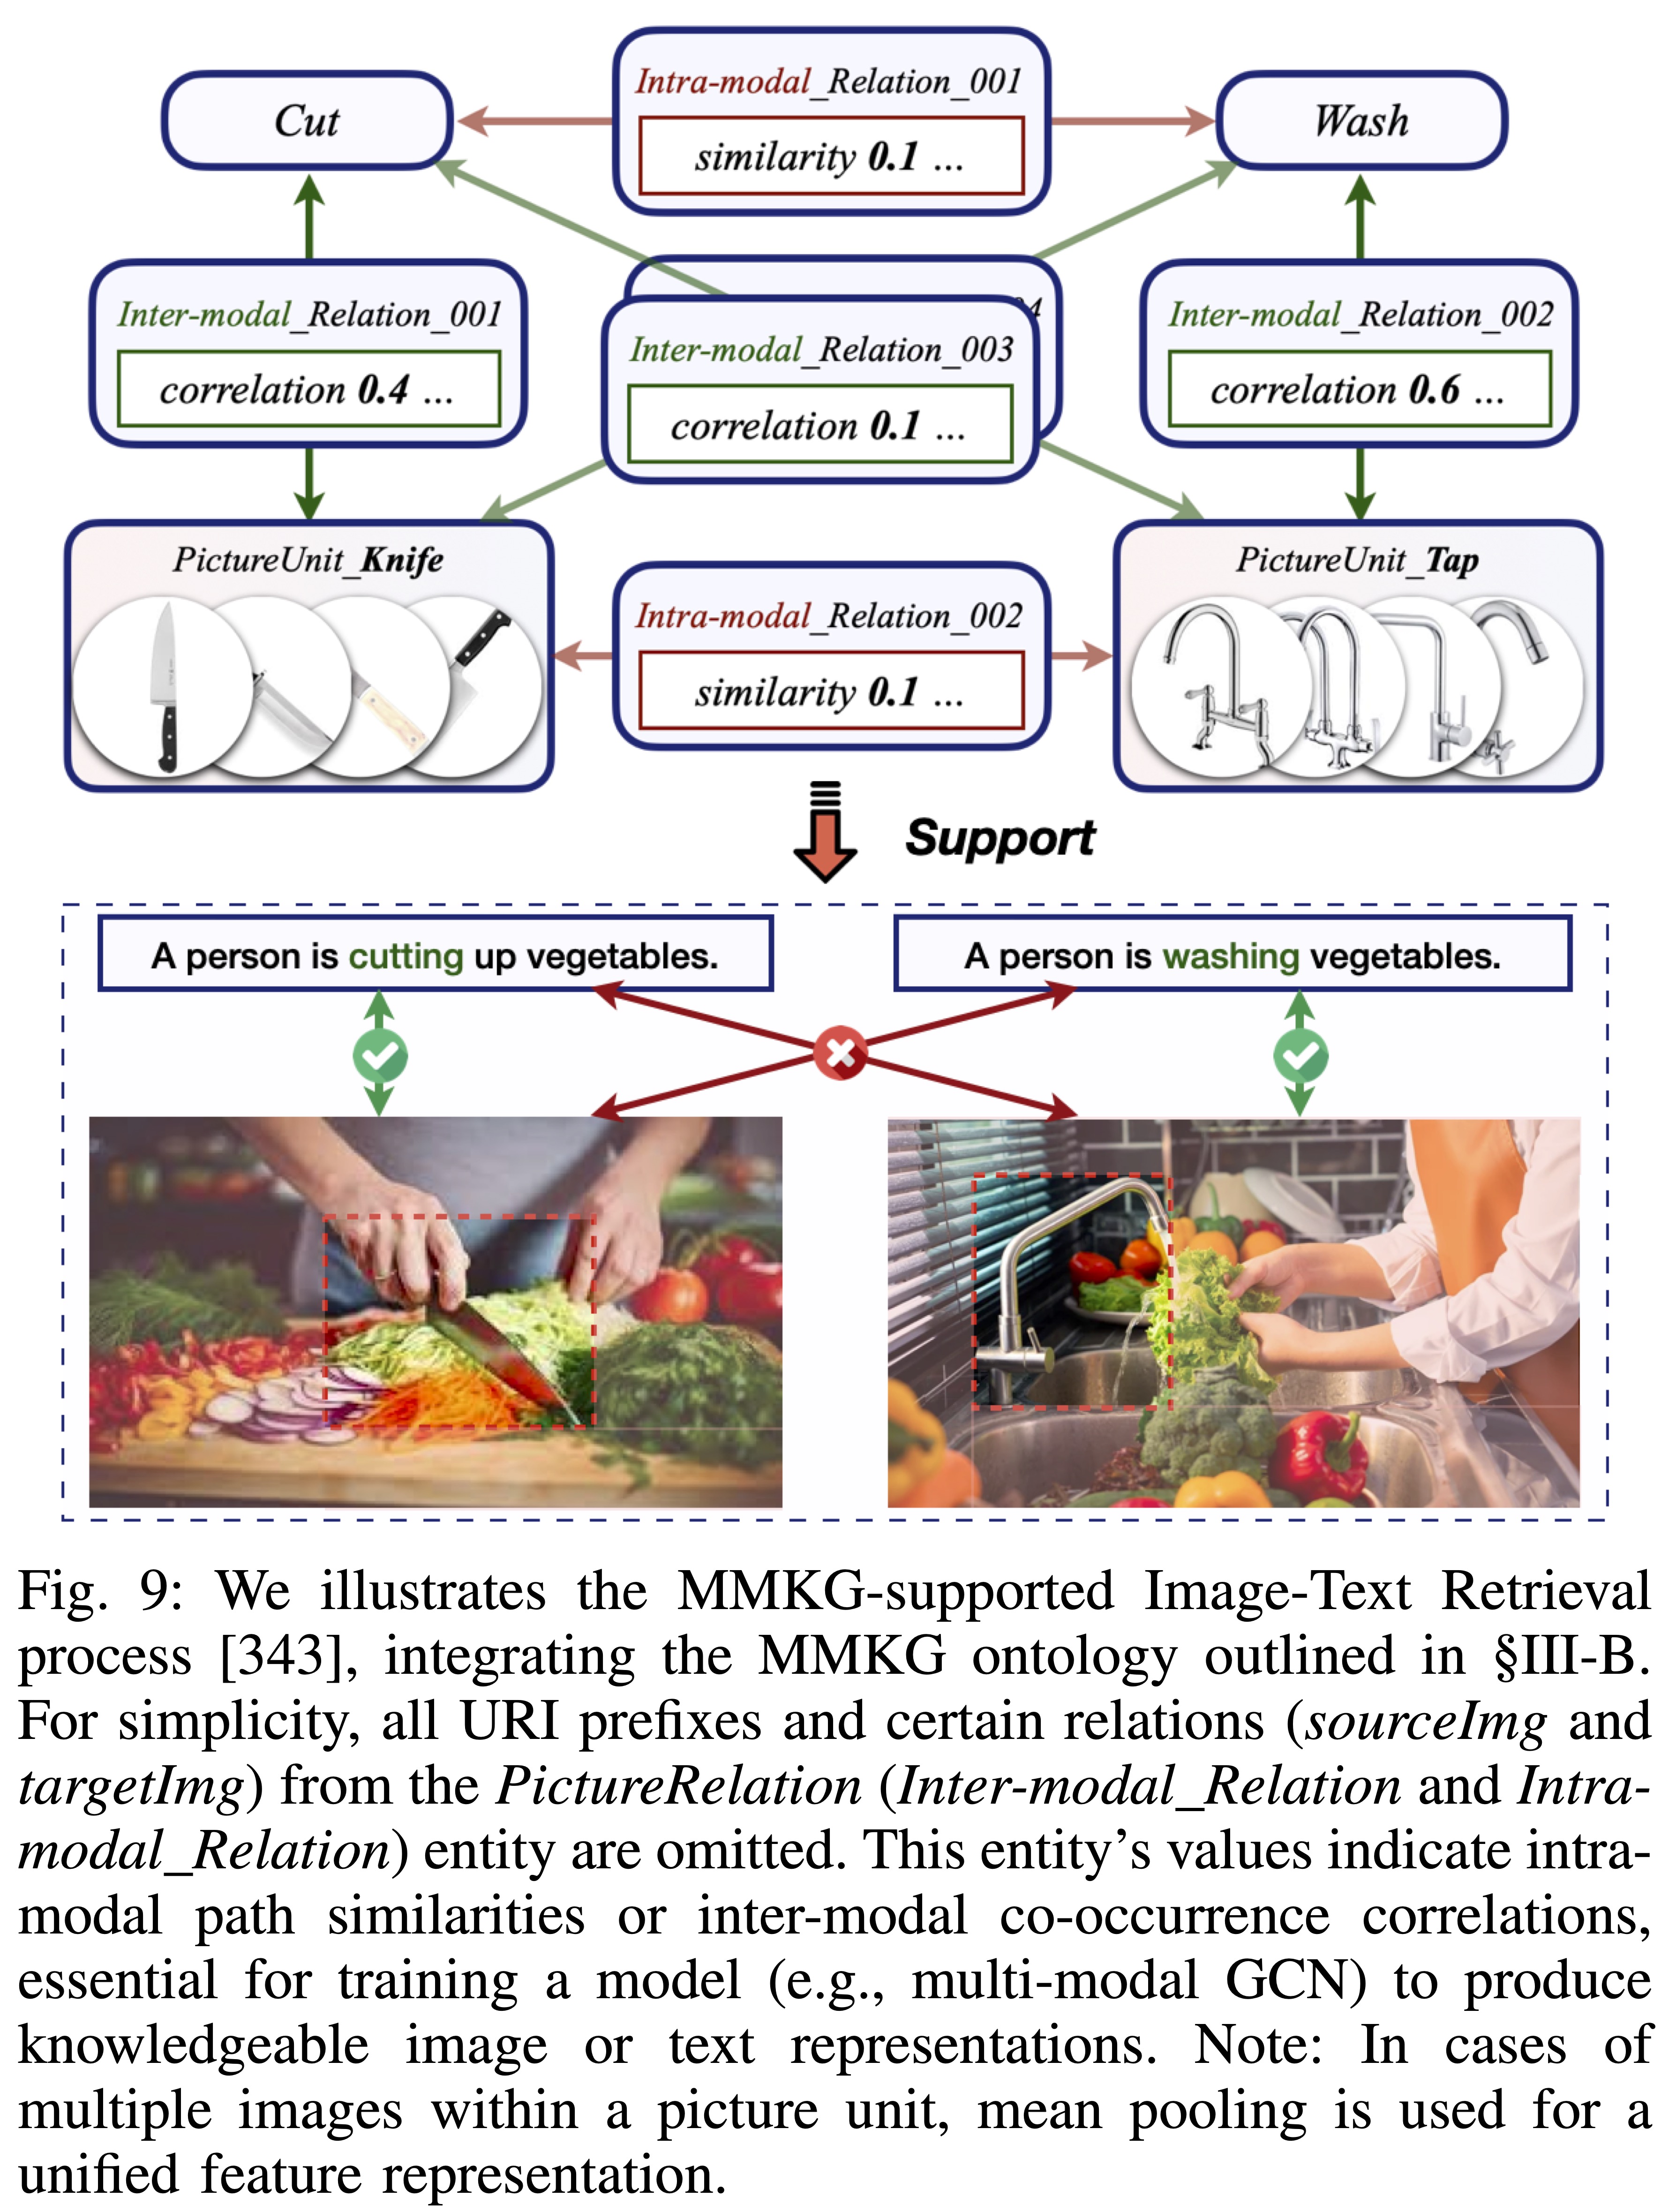 Intra-modal_Relation_001
Cut
Wash
similarity 0.1 ...
Inter-modal_Relation_001
Inter-modal_Relation_002
Inter-modal_Relation_003
correlation 0.4 ...
correlation 0.6 ...
correlation 0.1 ...
PictureUnit_Knife
PictureUnit_Tap
Intra-modal_Relation_002
similarity 0.1 ...
Support
A person is cutting up vegetables.
A person is washing vegetables.
Fig. 9: We illustrates the MMKG-supported Image-Text Retrieval
process [343], integrating the MMKG ontology outlined in §III-B.
For simplicity, all URI prefixes and certain relations (sourceImg and
targetImg) from the PictureRelation (Inter-modal_Relation and Intra-
modal_Relation) entity are omitted. This entity's values indicate intra-
modal path similarities or inter-modal co-occurrence correlations,
essential for training a model (e.g., multi-modal GCN) to produce
knowledgeable image or text representations. Note: In cases of
multiple images within a picture unit, mean pooling is used for a
unified feature representation.